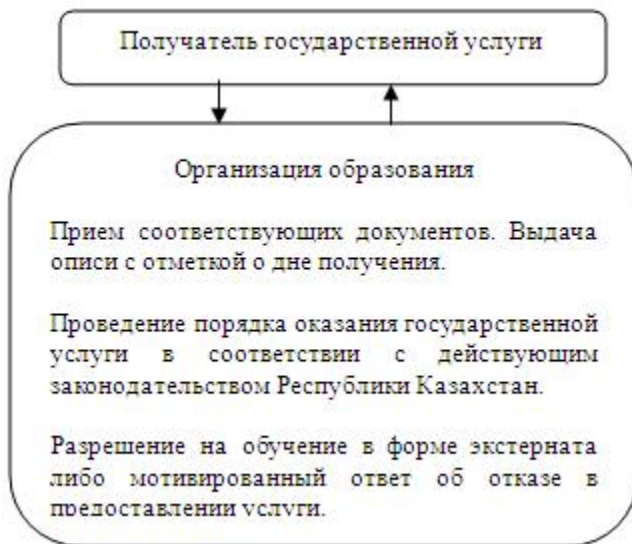 Получатель государственной услуги
Организация образования
Прием соответствующих документов. Выдача
описи с отметкой о дне получения.
Проведение порядка оказания государственной
услуги в соответствии с действующим
законодательством Республики Казахстан.
Разрешение на обучение в форме экстерната
либо мотивированный ответ об отказе в
предоставлении услуги.